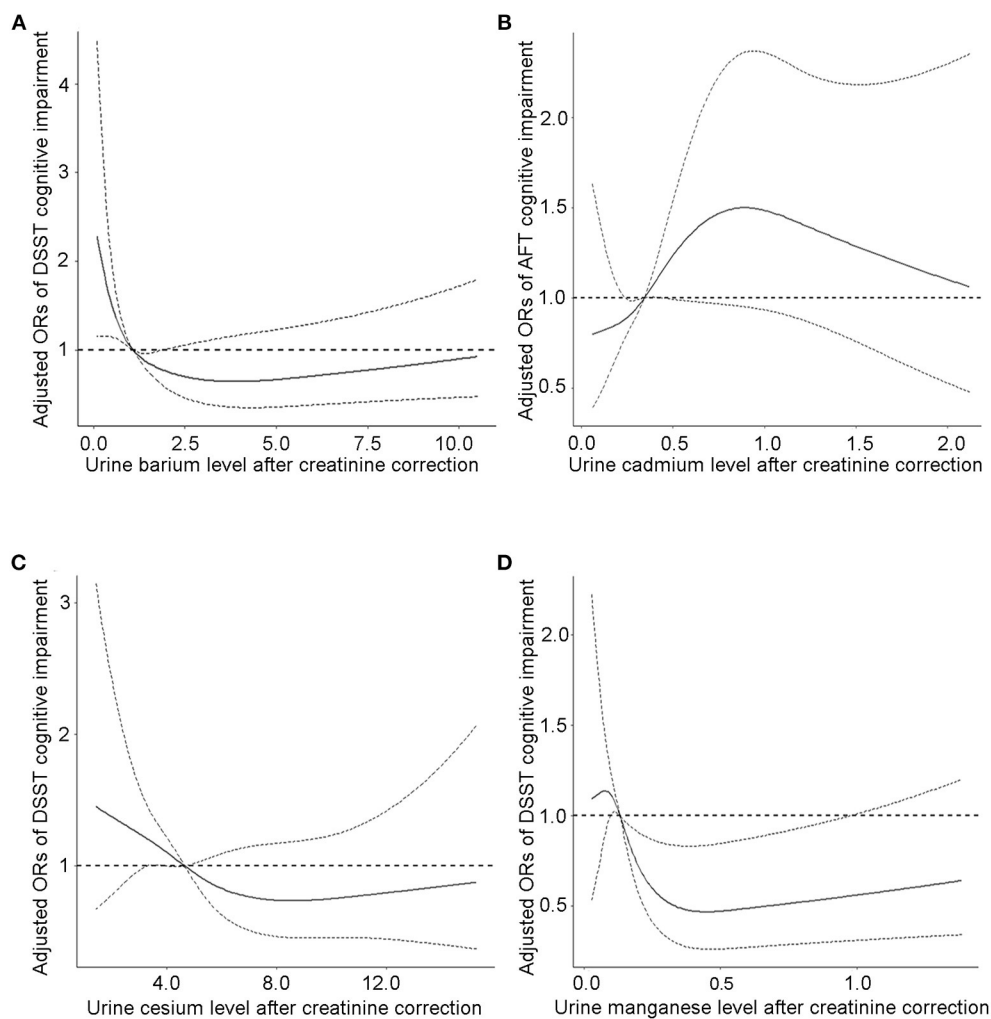 A
Adjusted ORs of DSST cognitive impairment
4
3
2
1
0.0 2.5 5.0 7.5 10.0
Urine barium level after creatinine correction
B
Adjusted ORs of AFT cognitive impairment
2.0
1.5
1.0
0.5
0.0 0.5 1.0 1.5 2.0
Urine cadmium level after creatinine correction
C
Adjusted ORs of DSST cognitive impairment
3
2
1
4.0 8.0 12.0
Urine cesium level after creatinine correction
D
Adjusted ORs of DSST cognitive impairment
2.0
1.5
1.0
0.5
0.0 0.5 1.0
Urine manganese level after creatinine correction